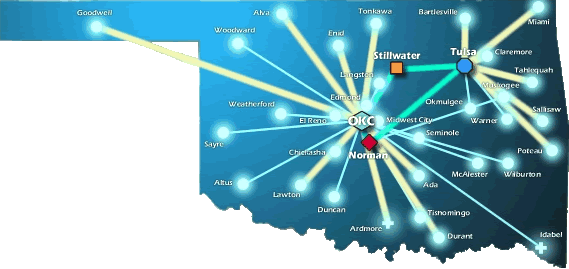 Goodwell
Alva
Tonkawa
Bartlesville
Miami
Woodward
Enid
Stillwater
Tulsa
Claremore
Langston
Tahlequah
Muskogee
Weatherford
Edmond
Okmulgee
Sallisaw
El Reno
OKC
Midwest City
Warner
Sayre
Seminole
Chickasha
Norman
Poteau
Altus
Lawton
Ada
McAlester
Wilburton
Duncan
Tisnomingo
Ardmore
Durant
Idabel